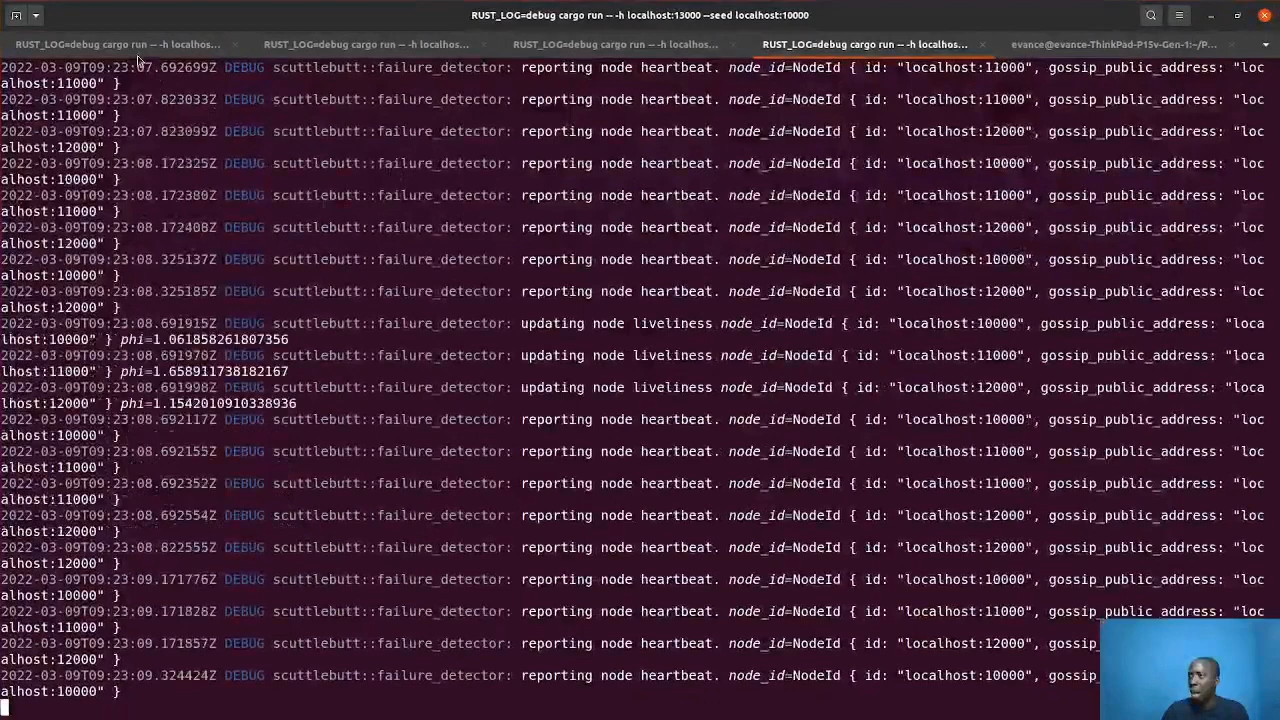 RUST_LOG=debug cargo run -- -h localhost:13000 --seed localhost:10000
RUST_LOG=debug cargo run -- -h localhos... × RUST_LOG=debug cargo run -- -h localhos... × RUST_LOG=debug cargo run -- -h localhos... × RUST_LOG=debug cargo run -- -h localhos... × evance@evance-ThinkPad-P15v-Gen-1:~/P... ×
2022-03-09T09:23:07.692699Z DEBUG scuttlebutt::failure_detector: reporting node heartbeat. node_id=NodeId { id: "localhost:11000", gossip_public_address: "loc
alhost:11000" }
2022-03-09T09:23:07.823033Z DEBUG scuttlebutt::failure_detector: reporting node heartbeat. node_id=NodeId { id: "localhost:11000", gossip_public_address: "loc
alhost:11000" }
2022-03-09T09:23:07.823099Z DEBUG scuttlebutt::failure_detector: reporting node heartbeat. node_id=NodeId { id: "localhost:12000", gossip_public_address: "loc
alhost:12000" }
2022-03-09T09:23:08.172325Z DEBUG scuttlebutt::failure_detector: reporting node heartbeat. node_id=NodeId { id: "localhost:10000", gossip_public_address: "loc
alhost:10000" }
2022-03-09T09:23:08.172380Z DEBUG scuttlebutt::failure_detector: reporting node heartbeat. node_id=NodeId { id: "localhost:11000", gossip_public_address: "loc
alhost:11000" }
2022-03-09T09:23:08.172408Z DEBUG scuttlebutt::failure_detector: reporting node heartbeat. node_id=NodeId { id: "localhost:12000", gossip_public_address: "loc
alhost:12000" }
2022-03-09T09:23:08.325137Z DEBUG scuttlebutt::failure_detector: reporting node heartbeat. node_id=NodeId { id: "localhost:10000", gossip_public_address: "loc
alhost:10000" }
2022-03-09T09:23:08.325185Z DEBUG scuttlebutt::failure_detector: reporting node heartbeat. node_id=NodeId { id: "localhost:12000", gossip_public_address: "loc
alhost:12000" }
2022-03-09T09:23:08.691915Z DEBUG scuttlebutt::failure_detector: updating node liveliness node_id=NodeId { id: "localhost:10000", gossip_public_address: "loca
lhost:10000" } phi=1.061858261807356
2022-03-09T09:23:08.691970Z DEBUG scuttlebutt::failure_detector: updating node liveliness node_id=NodeId { id: "localhost:11000", gossip_public_address: "loca
lhost:11000" } phi=1.658911738182167
2022-03-09T09:23:08.691998Z DEBUG scuttlebutt::failure_detector: updating node liveliness node_id=NodeId { id: "localhost:12000", gossip_public_address: "loca
lhost:12000" } phi=1.1542010910338936
2022-03-09T09:23:08.692117Z DEBUG scuttlebutt::failure_detector: reporting node heartbeat. node_id=NodeId { id: "localhost:10000", gossip_public_address: "loc
alhost:10000" }
2022-03-09T09:23:08.692155Z DEBUG scuttlebutt::failure_detector: reporting node heartbeat. node_id=NodeId { id: "localhost:11000", gossip_public_address: "loc
alhost:11000" }
2022-03-09T09:23:08.692352Z DEBUG scuttlebutt::failure_detector: reporting node heartbeat. node_id=NodeId { id: "localhost:11000", gossip_public_address: "loc
alhost:11000" }
2022-03-09T09:23:08.692554Z DEBUG scuttlebutt::failure_detector: reporting node heartbeat. node_id=NodeId { id: "localhost:12000", gossip_public_address: "loc
alhost:12000" }
2022-03-09T09:23:08.822555Z DEBUG scuttlebutt::failure_detector: reporting node heartbeat. node_id=NodeId { id: "localhost:12000", gossip_public_address: "loc
alhost:12000" }
2022-03-09T09:23:09.171776Z DEBUG scuttlebutt::failure_detector: reporting node heartbeat. node_id=NodeId { id: "localhost:10000", gossip_public_address: "loc
alhost:10000" }
2022-03-09T09:23:09.171828Z DEBUG scuttlebutt::failure_detector: reporting node heartbeat. node_id=NodeId { id: "localhost:11000", gossip_public_address: "loc
alhost:11000" }
2022-03-09T09:23:09.171857Z DEBUG scuttlebutt::failure_detector: reporting node heartbeat. node_id=NodeId { id: "localhost:12000", gossip_pub
alhost:12000" }
2022-03-09T09:23:09.324424Z DEBUG scuttlebutt::failure_detector: reporting node heartbeat. node_id=NodeId { id: "localhost:10000", gossip_pub
alhost:10000" }